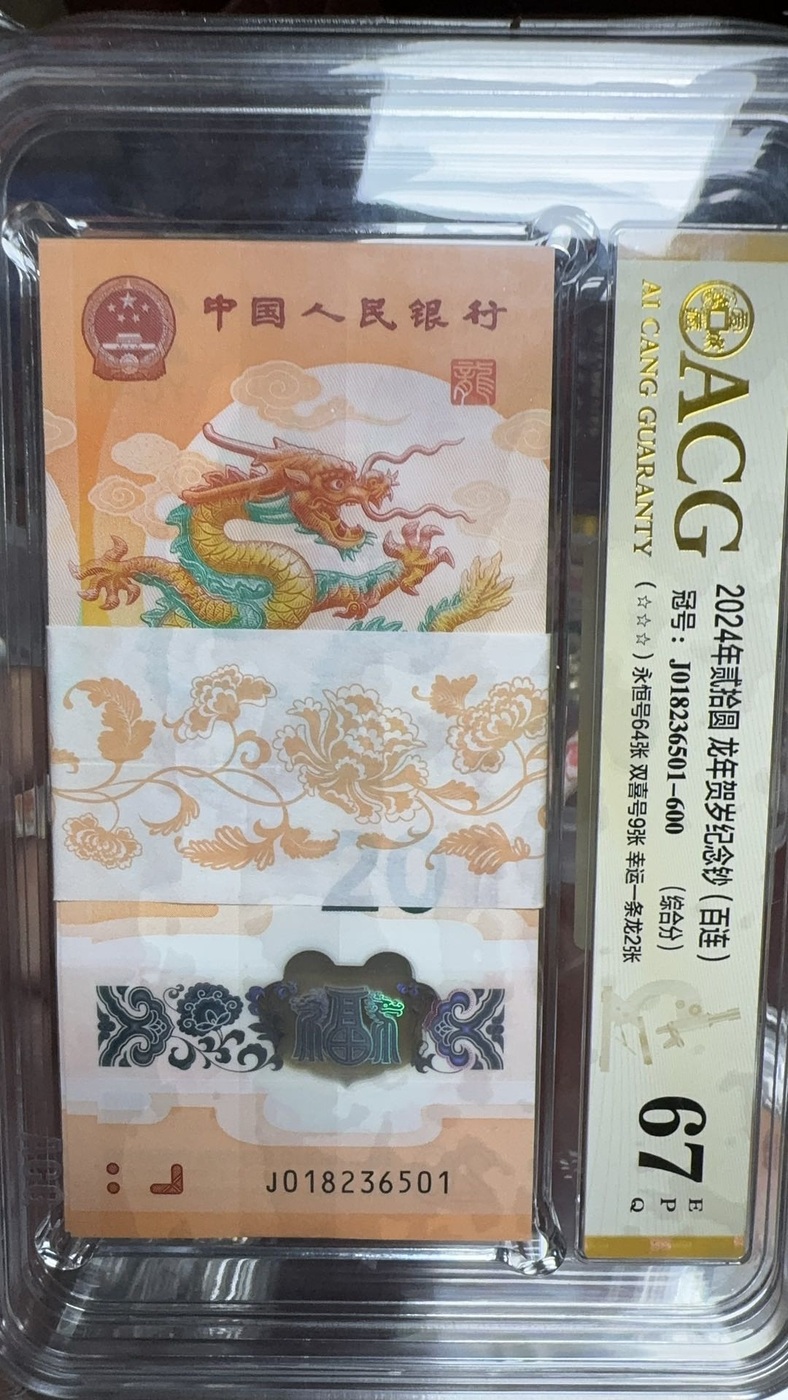 中国人民银行
龍
20
福
J018236501
ACG
AI CANG GUARANTY
2024年贰拾圆 龙年贺岁纪念钞（百连）
冠号：J018236501-600 （综合分）
（☆☆☆）永恒号64张 双喜号9张 幸运一条龙2张
67
EPQ